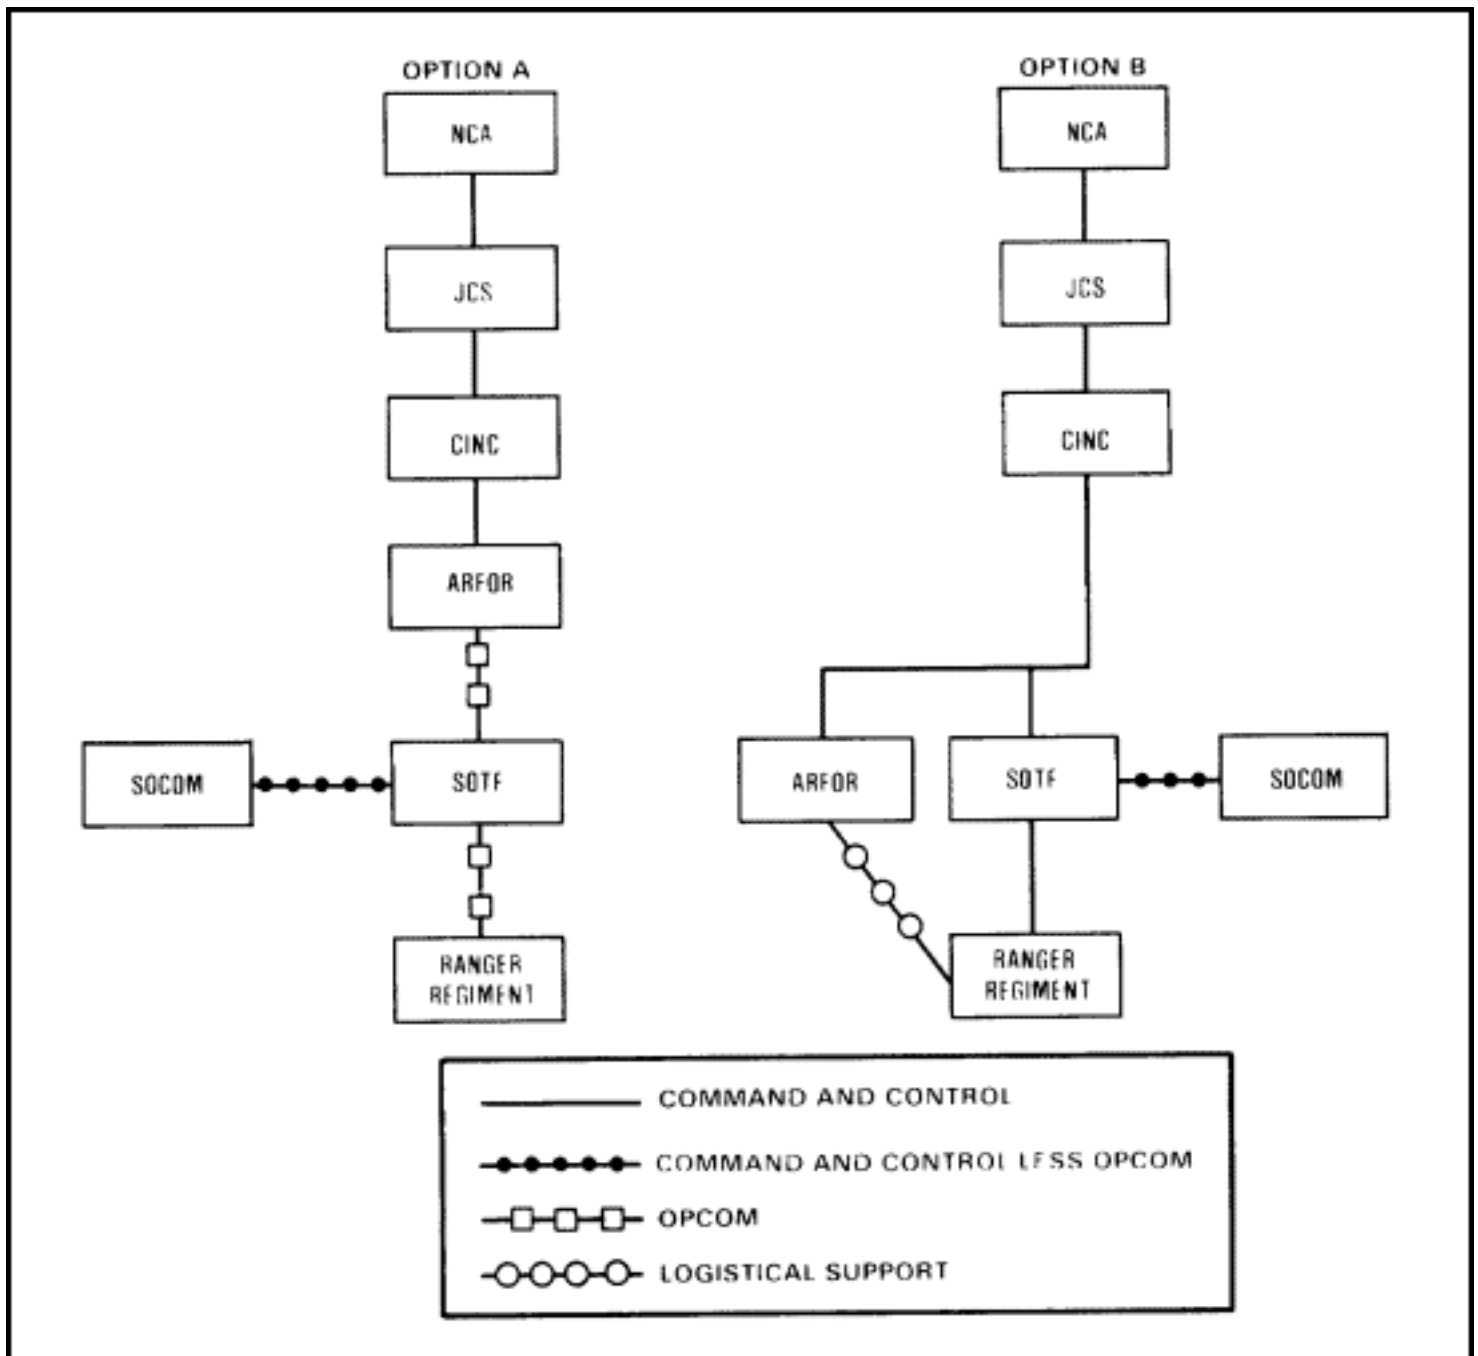 OPTION A
NCA
JCS
CINC
ARFOR
SOCOM
SOTF
RANGER
REGIMENT
OPTION B
NCA
JCS
CINC
ARFOR
SOTF
SOCOM
RANGER
REGIMENT
COMMAND AND CONTROL
COMMAND AND CONTROL LESS OPCOM
OPCOM
LOGISTICAL SUPPORT